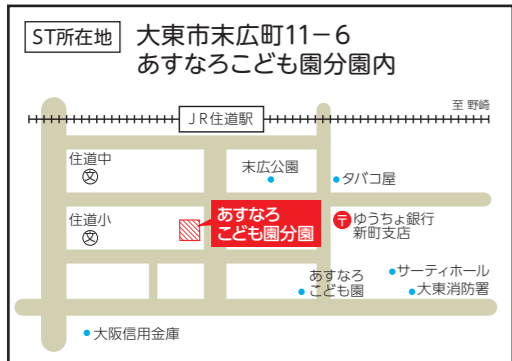 ST所在地
大東市末広町11−6
あすなろこども園分園内
JR住道駅
至 野崎
住道中
文
末広公園
タバコ屋
住道小
文
あすなろ
こども園分園
〒
ゆうちょ銀行
新町支店
あすなろ
こども園
サーティホール
大東消防署
大阪信用金庫